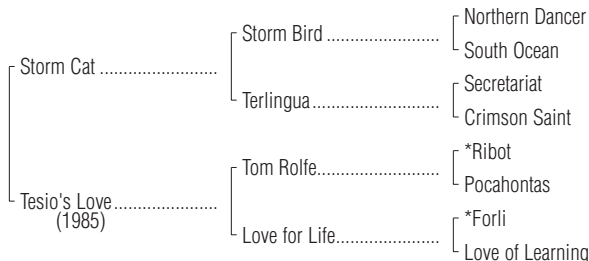 Northern Dancer
Storm Bird ........................
South Ocean
Storm Cat .........................
Secretariat
Terlingua...........................
Crimson Saint
*Ribot
Tom Rolfe..........................
Pocahontas
Tesio's Love......................
(1985)
*Forli
Love for Life......................
Love of Learning